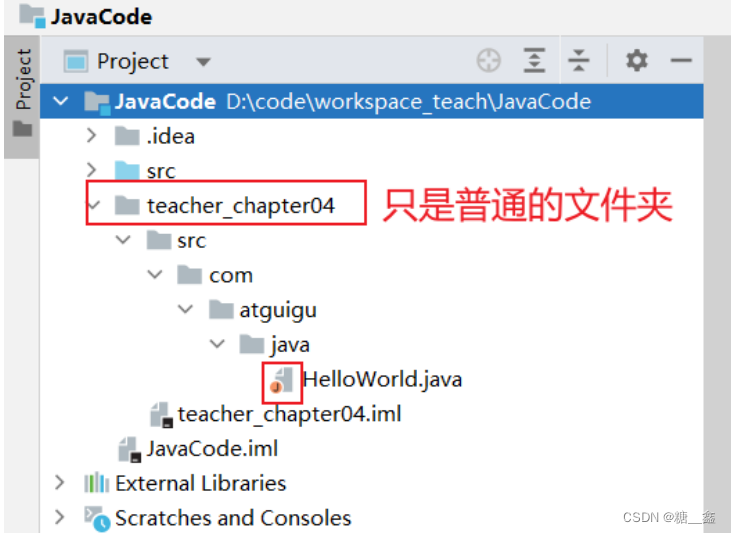 JavaCode
Project
Project
JavaCode D:\code\workspace_teach\JavaCode
.idea
src
teacher_chapter04 只是普通的文件夹
src
com
atguigu
java
HelloWorld.java
teacher_chapter04.iml
JavaCode.iml
External Libraries
Scratches and Consoles
CSDN @糖__鑫